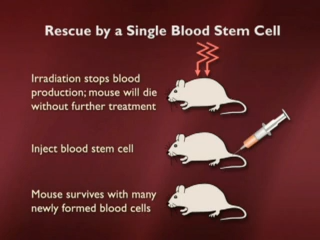 Rescue by a Single Blood Stem Cell
Irradiation stops blood
production; mouse will die
without further treatment
Inject blood stem cell
Mouse survives with many
newly formed blood cells